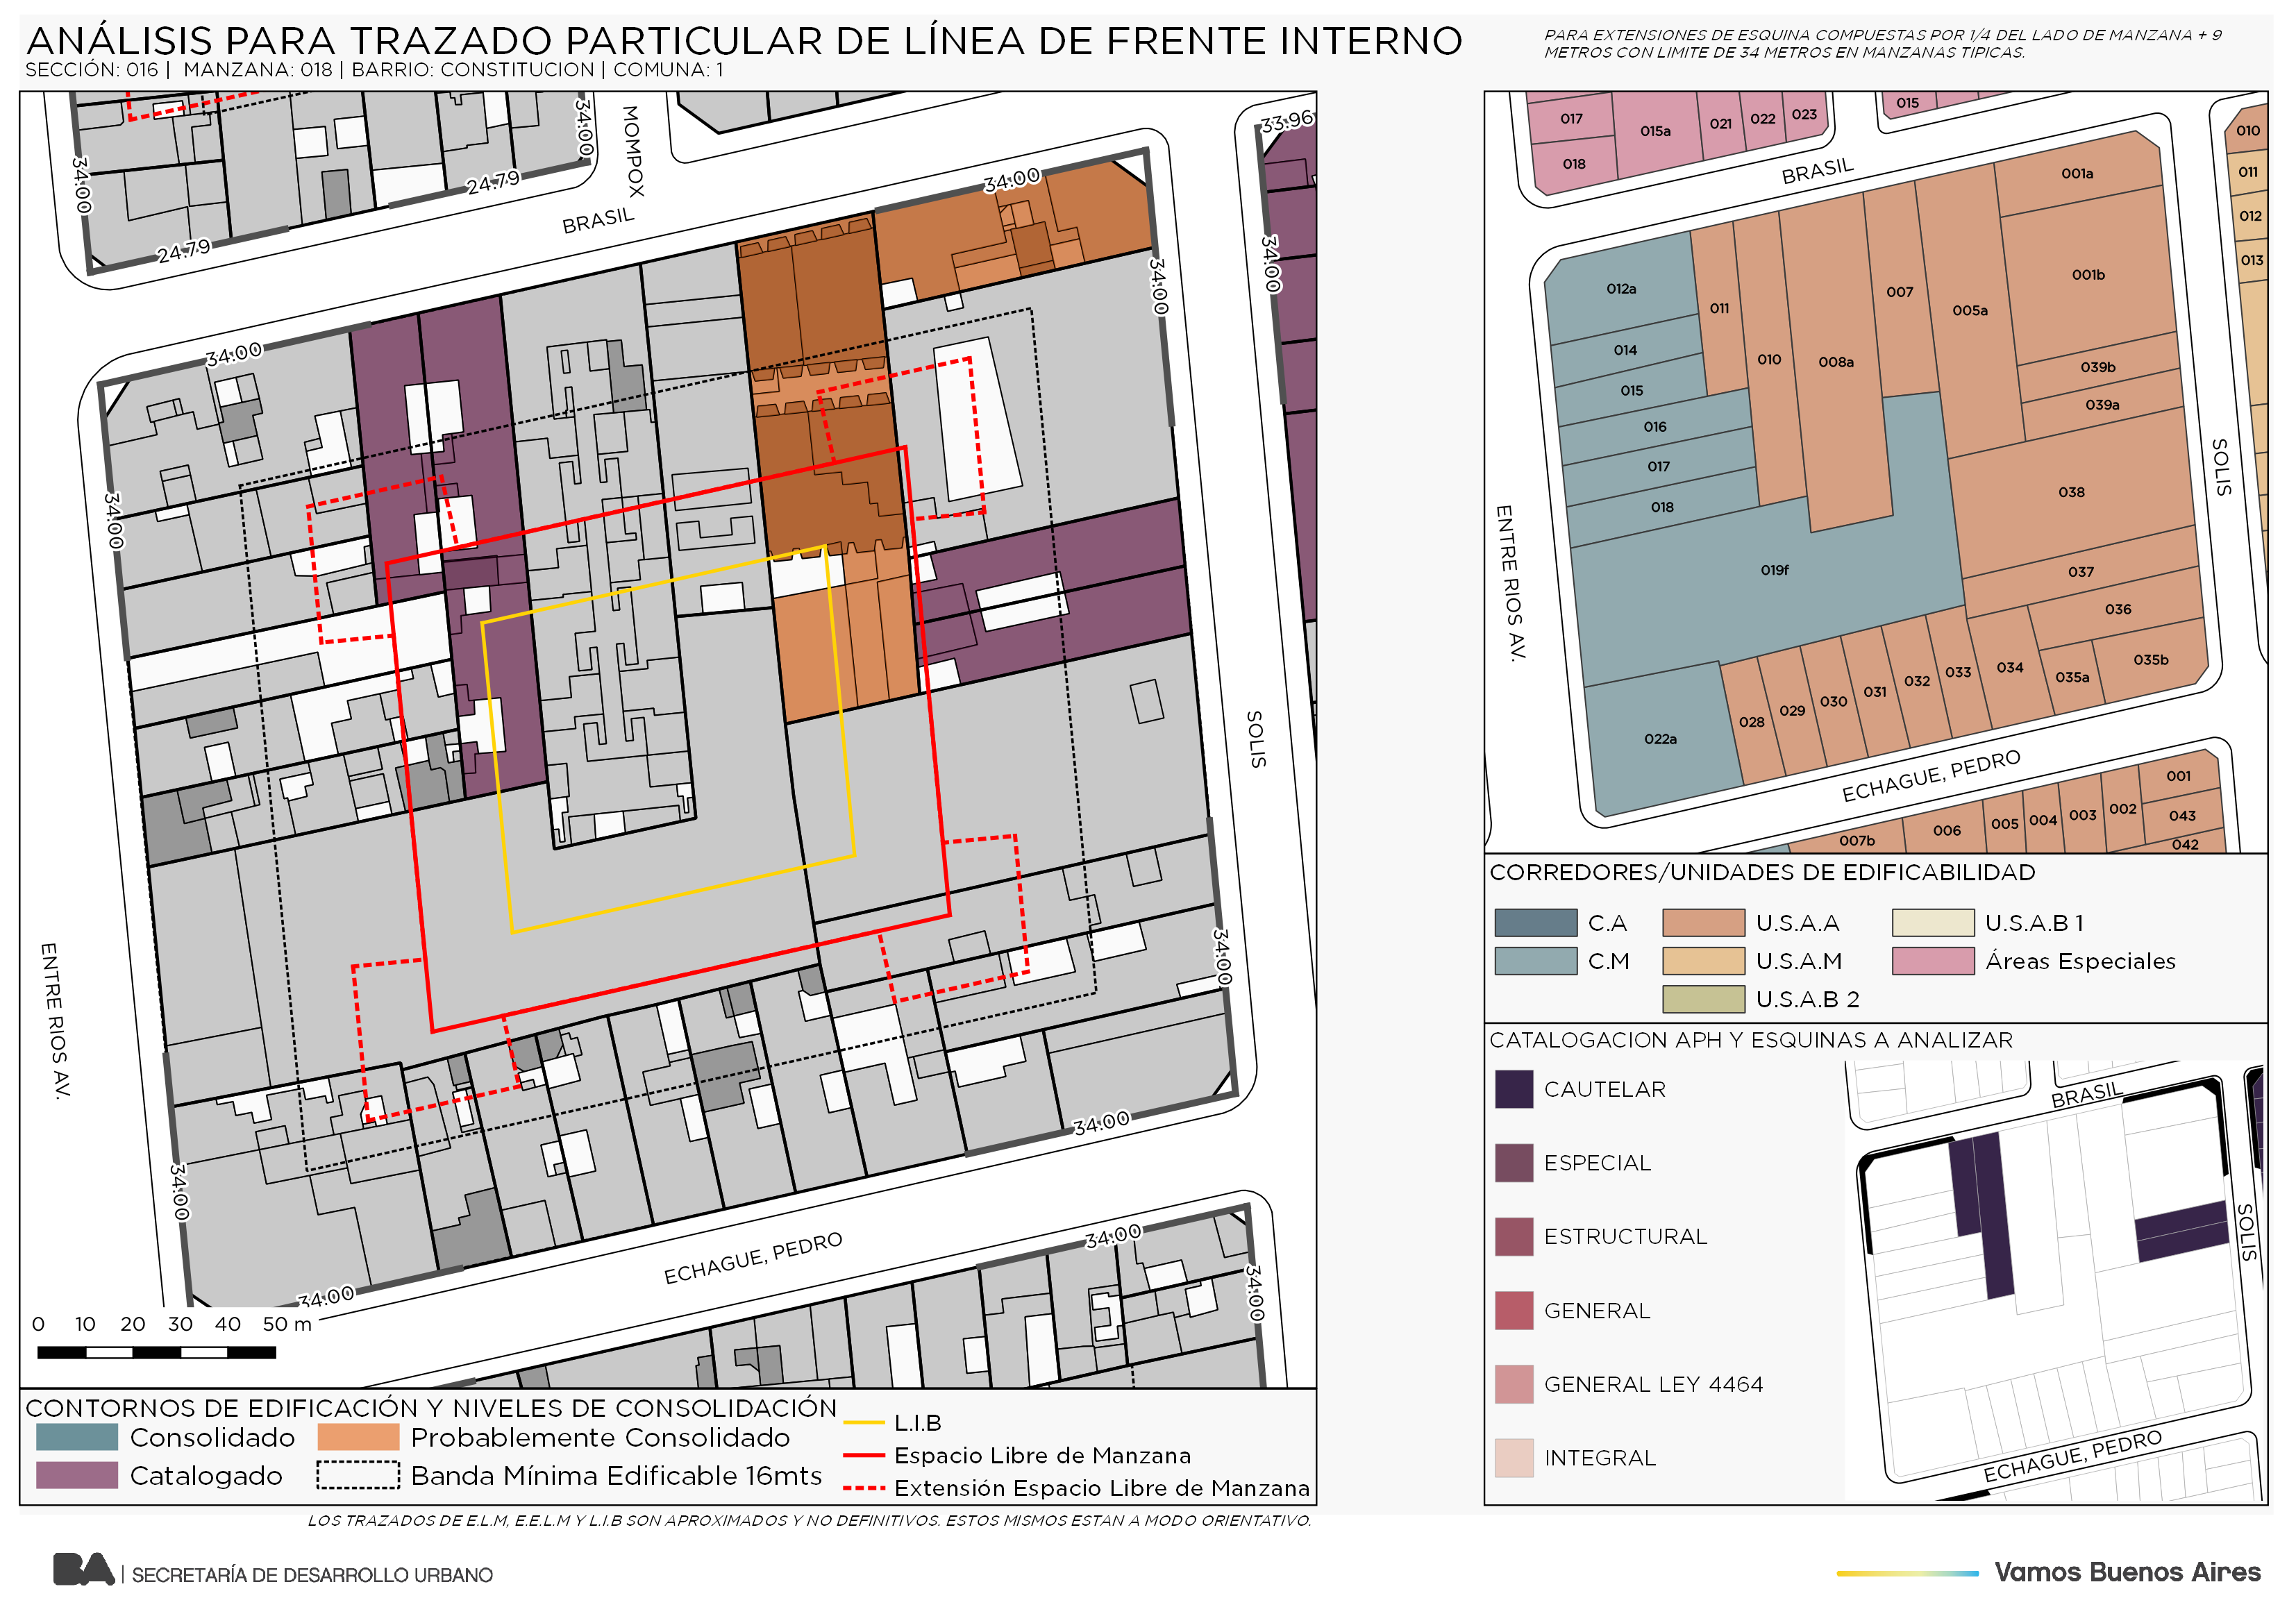 ANÁLISIS PARA TRAZADO PARTICULAR DE LÍNEA DE FRENTE INTERNO
SECCIÓN: 016 | MANZANA: 018 | BARRIO: CONSTITUCION | COMUNA: 1
PARA EXTENSIONES DE ESQUINA COMPUESTAS POR 1/4 DEL LADO DE MANZANA + 9
METROS CON LIMITE DE 34 METROS EN MANZANAS TIPICAS.
34.00
34.00
MOMPOX
24.79
24.79
BRASIL
34.00
33.96
34.00
34.00
34.00
34.00
SOLIS
ENTRE RIOS AV.
34.00
34.00
34.00
34.00
ECHAGUE, PEDRO
34.00
34.00
0 10 20 30 40 50 m
CONTORNOS DE EDIFICACIÓN Y NIVELES DE CONSOLIDACIÓN
Consolidado
Probablemente Consolidado
Catalogado
Banda Mínima Edificable 16mts
L.I.B
Espacio Libre de Manzana
Extensión Espacio Libre de Manzana
LOS TRAZADOS DE E.L.M, E.E.L.M Y L.I.B SON APROXIMADOS Y NO DEFINITIVOS. ESTOS MISMOS ESTAN A MODO ORIENTATIVO.
017
018
015a
021
022
023
015
BRASIL
010
011
012
013
012a
014
015
016
017
018
011
010
008a
007
005a
001a
001b
039b
039a
038
037
036
035b
035a
034
033
032
031
030
029
028
019f
022a
ENTRE RIOS AV.
SOLIS
ECHAGUE, PEDRO
007b
006
005
004
003
002
001
043
042
CORREDORES/UNIDADES DE EDIFICABILIDAD
C.A
U.S.A.A
U.S.A.B 1
C.M
U.S.A.M
Áreas Especiales
U.S.A.B 2
CATALOGACION APH Y ESQUINAS A ANALIZAR
CAUTELAR
ESPECIAL
ESTRUCTURAL
GENERAL
GENERAL LEY 4464
INTEGRAL
BRASIL
SOLIS
ECHAGUE, PEDRO
BA | SECRETARÍA DE DESARROLLO URBANO
Vamos Buenos Aires